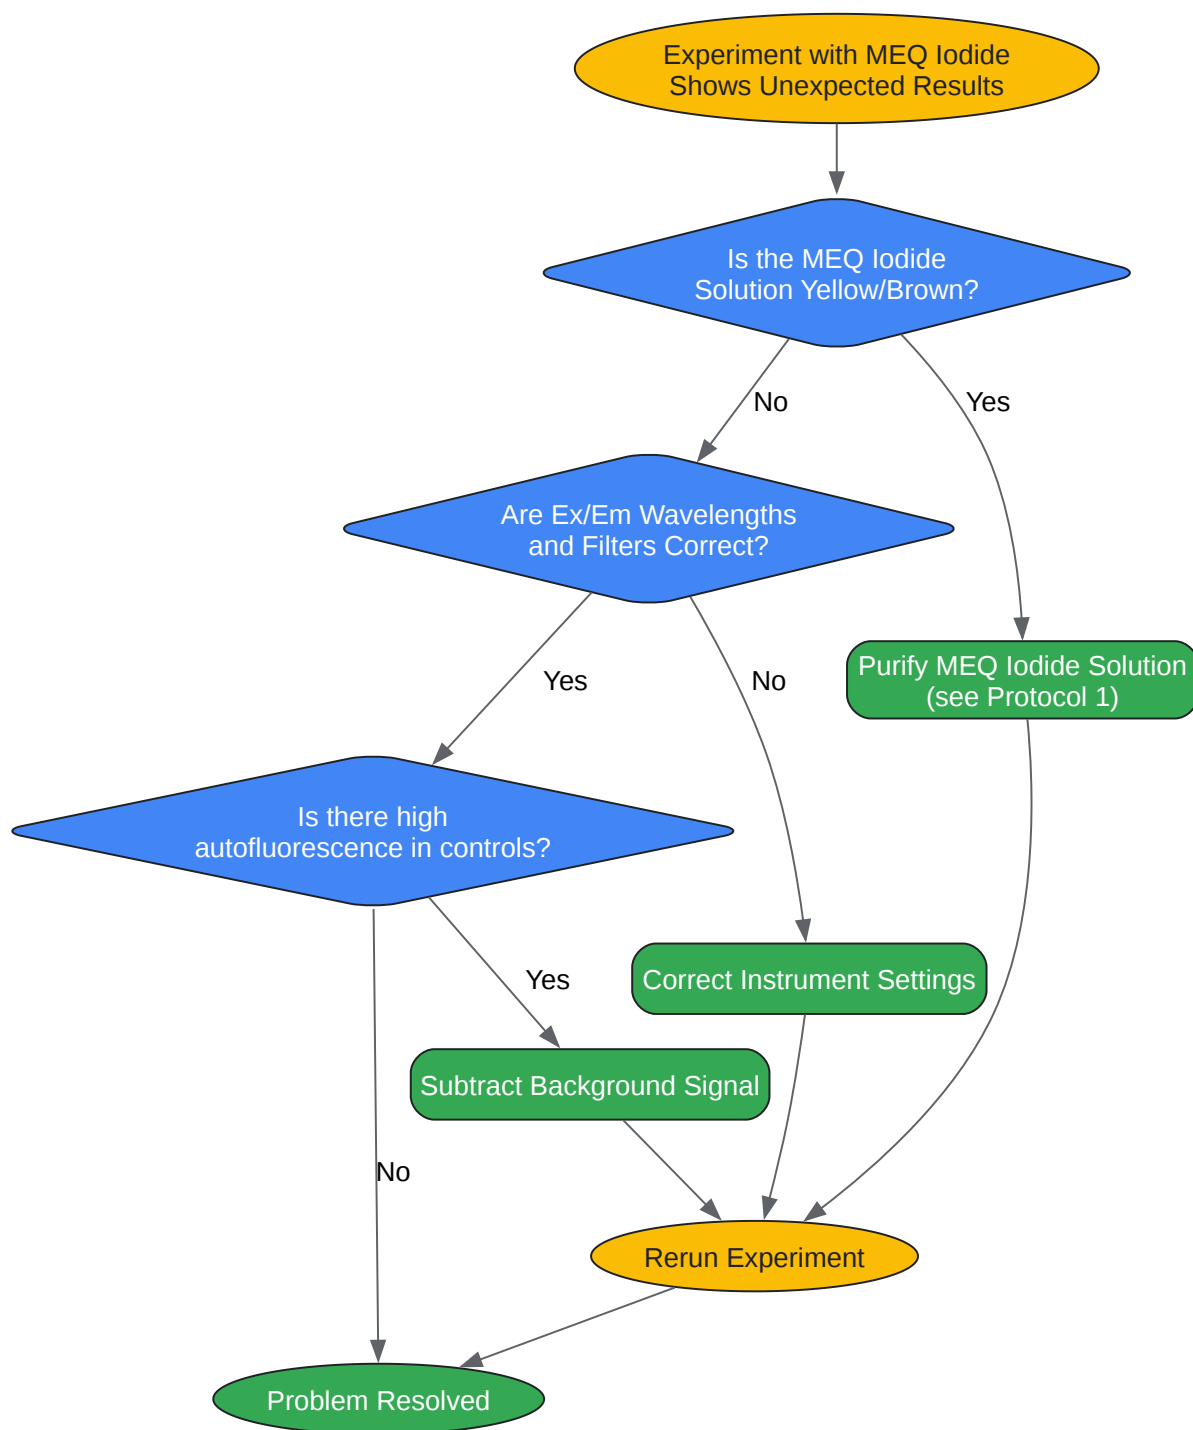 Experiment with MEQ Iodide
Shows Unexpected Results
Is the MEQ Iodide
Solution Yellow/Brown?
No
Yes
Are Ex/Em Wavelengths
and Filters Correct?
Yes
No
Purify MEQ Iodide Solution
(see Protocol 1)
Is there high
autofluorescence in controls?
Yes
Correct Instrument Settings
Subtract Background Signal
No
Rerun Experiment
Problem Resolved